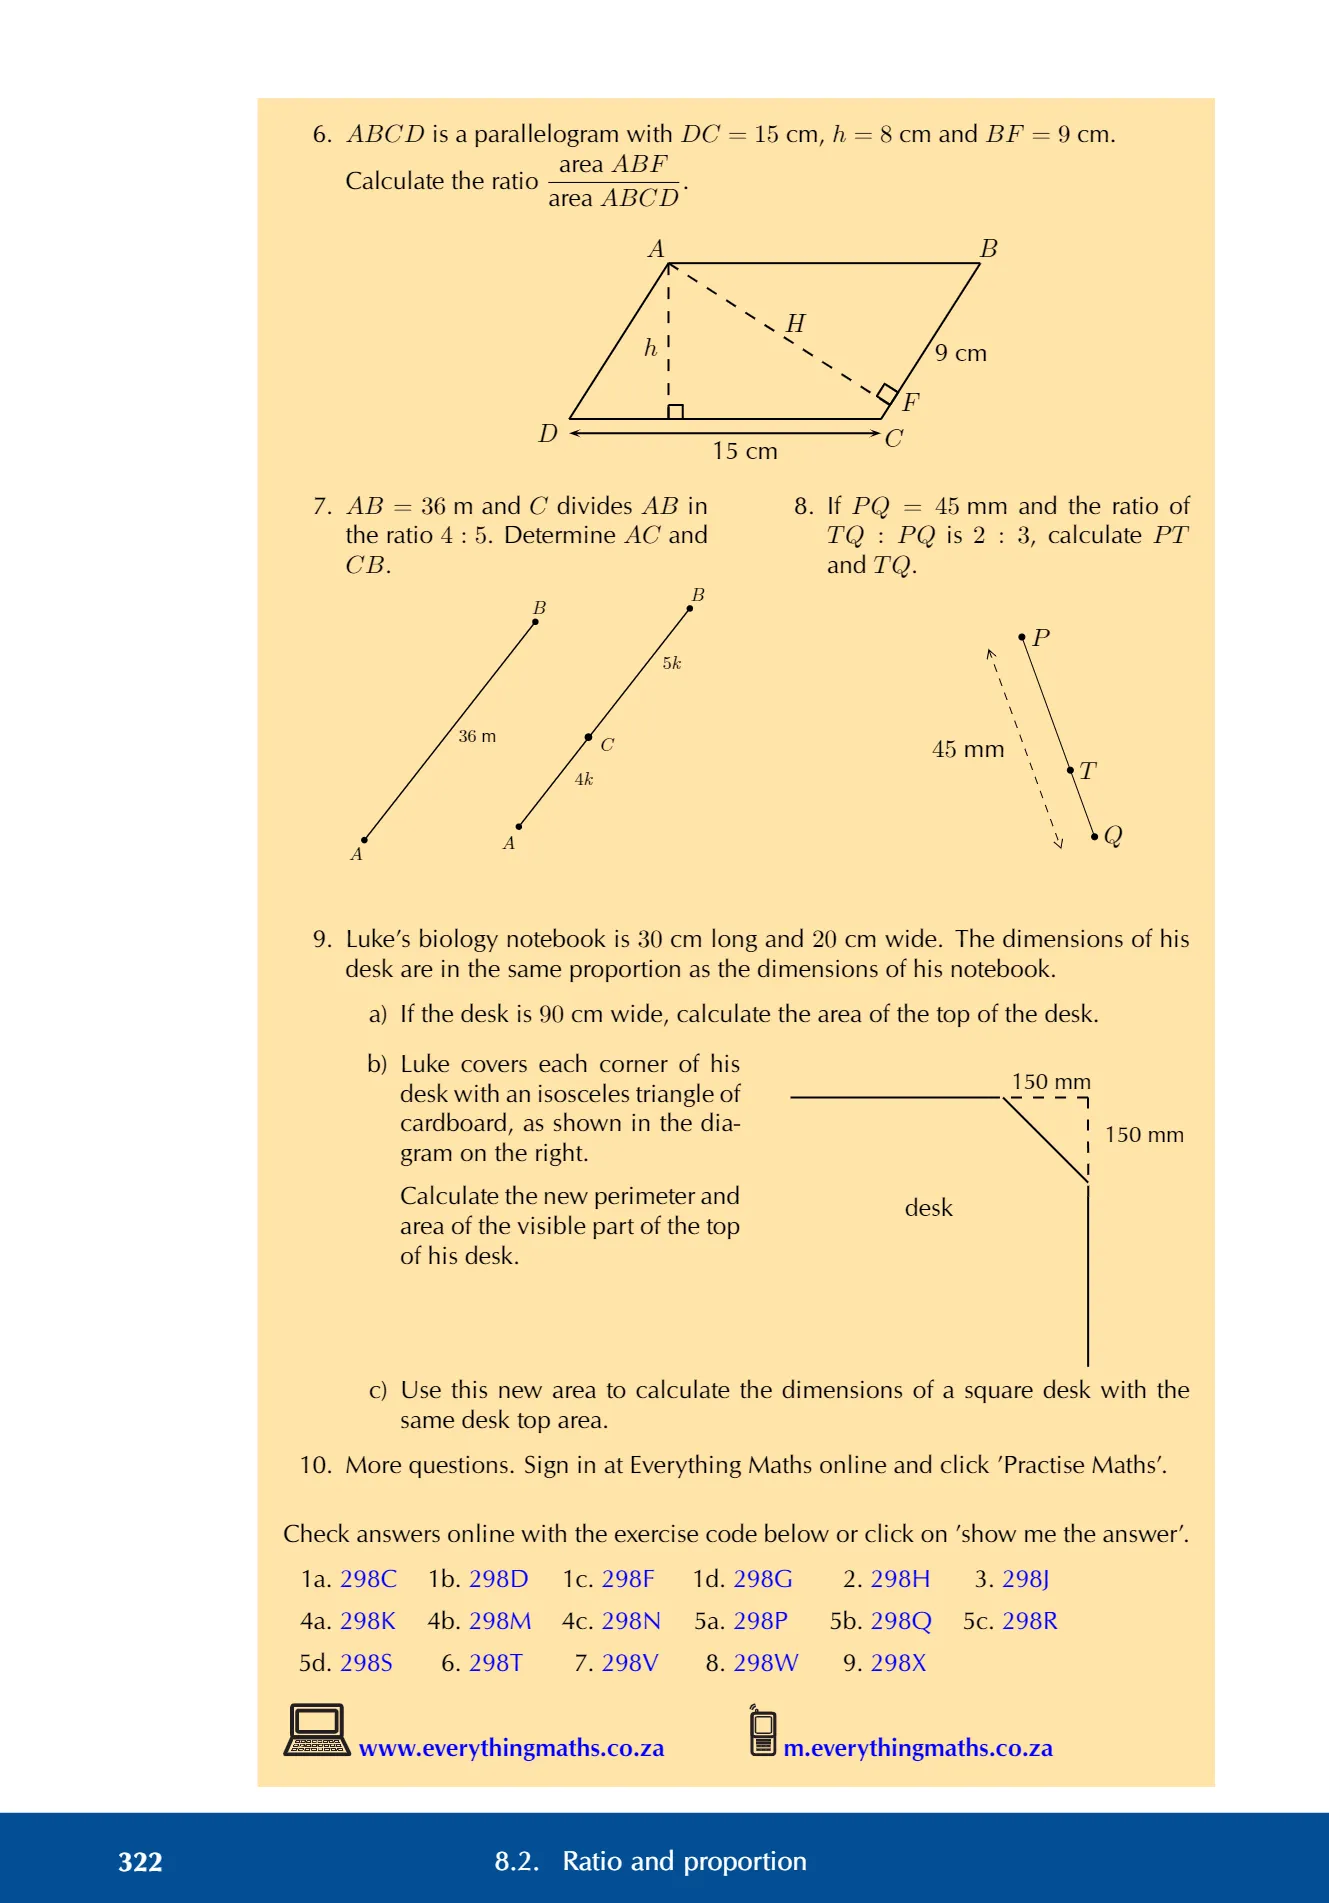 6. ABCD is a parallelogram with DC = 15 cm, h = 8 cm and BF = 9 cm.
Calculate the ratio area ABF / area ABCD.
A
B
H
h
9 cm
F
D
C
15 cm
7. AB = 36 m and C divides AB in
the ratio 4 : 5. Determine AC and
CB.
B
36 m
A
B
5k
C
4k
A
8. If PQ = 45 mm and the ratio of
TQ : PQ is 2 : 3, calculate PT
and TQ.
P
45 mm
T
Q
9. Luke’s biology notebook is 30 cm long and 20 cm wide. The dimensions of his
desk are in the same proportion as the dimensions of his notebook.
a) If the desk is 90 cm wide, calculate the area of the top of the desk.
b) Luke covers each corner of his
desk with an isosceles triangle of
cardboard, as shown in the dia-
gram on the right.
Calculate the new perimeter and
area of the visible part of the top
of his desk.
150 mm
150 mm
desk
c) Use this new area to calculate the dimensions of a square desk with the
same desk top area.
10. More questions. Sign in at Everything Maths online and click ’Practise Maths’.
Check answers online with the exercise code below or click on ’show me the answer’.
1a. 298C 1b. 298D 1c. 298F 1d. 298G 2. 298H 3. 298J
4a. 298K 4b. 298M 4c. 298N 5a. 298P 5b. 298Q 5c. 298R
5d. 298S 6. 298T 7. 298V 8. 298W 9. 298X
www.everythingmaths.co.za m.everythingmaths.co.za
322 8.2. Ratio and proportion